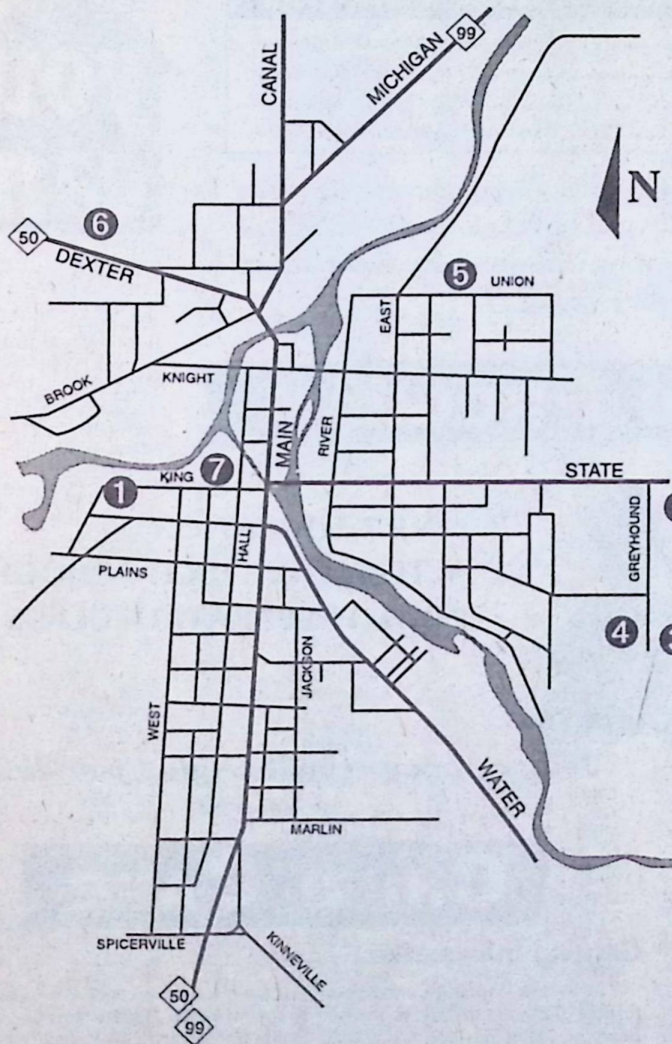 99
CANAL
MICHIGAN
N
6
50
DEXTER
5
UNION
EAST
BROOK
KNIGHT
MAIN
RIVER
STATE
KING
7
1
HALL
GREYHOUND
PLAINS
4
JACKSON
WEST
WATER
MARLIN
SPICERVILLE
KINNEVILLE
50
99